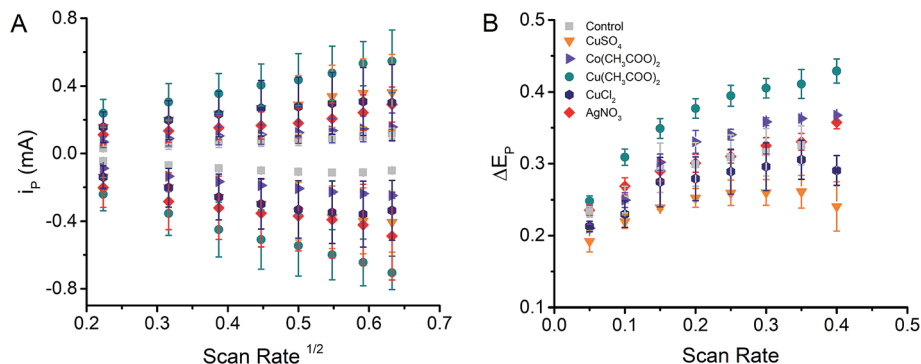 A
0.8
0.4
0.0
-0.4
-0.8
i_P (mA)
0.2 0.3 0.4 0.5 0.6 0.7
Scan Rate ^1/2
B
Control
CuSO₄
Co(CH₃COO)₂
Cu(CH₃COO)₂
CuCl₂
AgNO₃
0.5
0.4
0.3
0.2
0.1
ΔE_P
0.0 0.1 0.2 0.3 0.4 0.5
Scan Rate